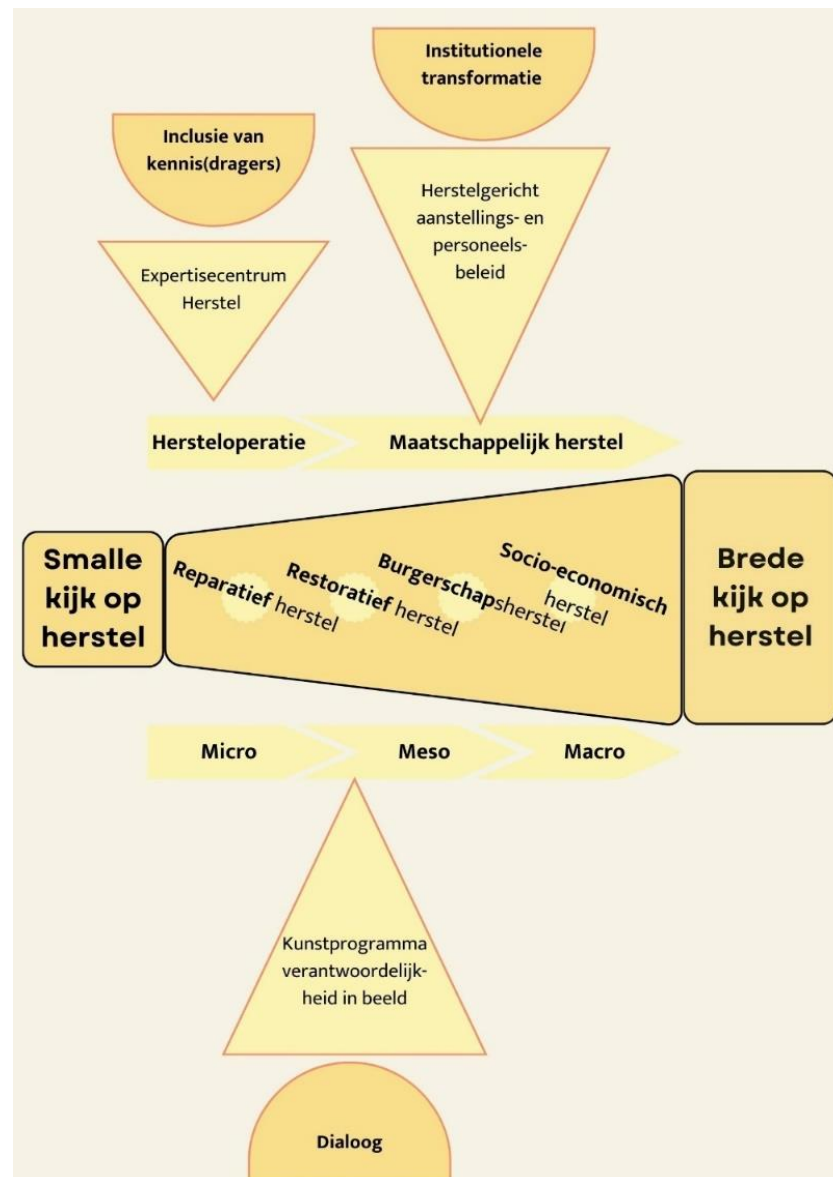 Institutionele
transformatie
Inclusie van
kennis(dragers)
Herstelgericht
aanstellings- en
personeels-
beleid
Expertisecentrum
Herstel
Hersteloperatie
Maatschappelijk herstel
Smalle
kijk op
herstel
Reparatief herstel
Restoratief herstel
Burgerschapsherstel
Socio-economisch
herstel
Brede
kijk op
herstel
Micro
Meso
Macro
Kunstprogramma
verantwoordelijk-
heid in beeld
Dialoog